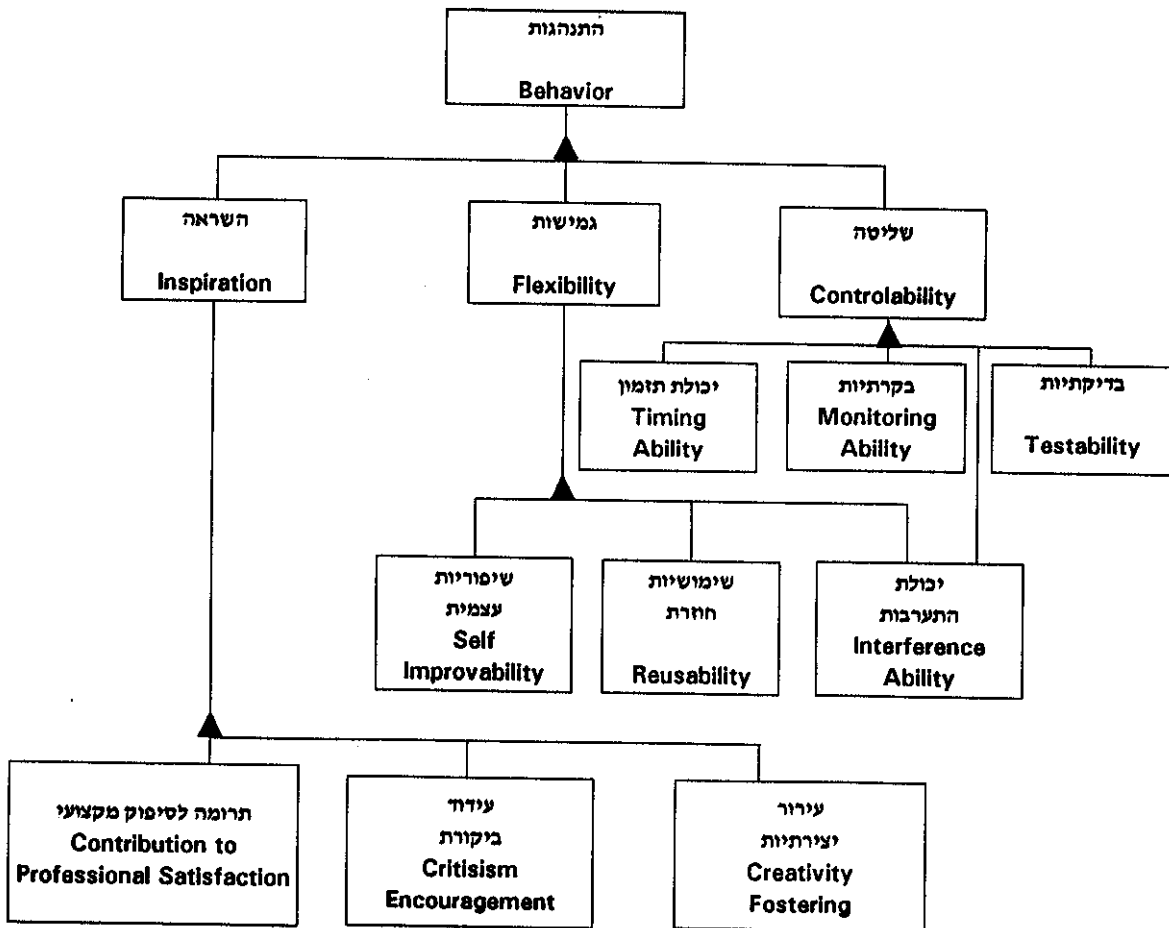 התנהגות
Behavior
השראה
Inspiration
גמישות
Flexibility
שליטה
Controlability
יכולת תזמון
Timing
Ability
בקרתיות
Monitoring
Ability
בדיקתיות
Testability
שיפוריות
עצמית
Self
Improvability
שימושיות
חוזרת
Reusability
יכולת
התערבות
Interference
Ability
תרומה לסיפוק מקצועי
Contribution to
Professional Satisfaction
עידוד
ביקורת
Critisism
Encouragement
עירור
יצירתיות
Creativity
Fostering